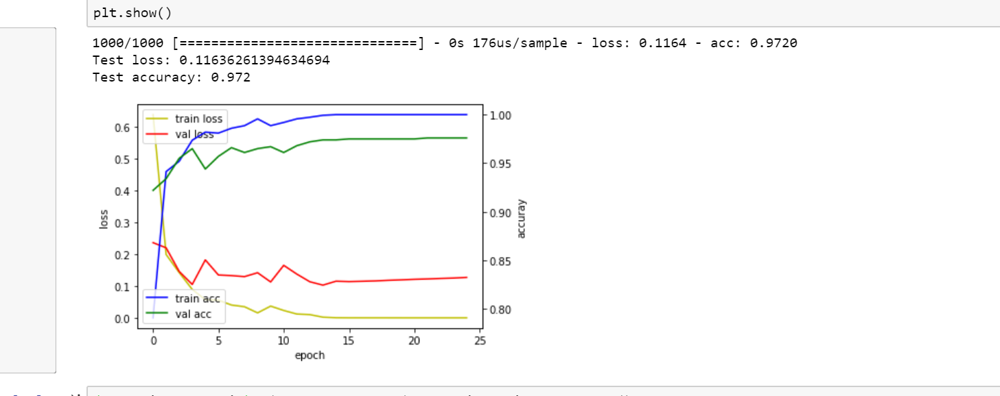 plt.show()
1000/1000 [==============================] - 0s 176us/sample - loss: 0.1164 - acc: 0.9720
Test loss: 0.11636261394634694
Test accuracy: 0.972
train loss
val loss
train acc
val acc
0.6
0.5
0.4
0.3
0.2
0.1
0.0
loss
1.00
0.95
0.90
0.85
0.80
accuray
0 5 10 15 20 25
epoch